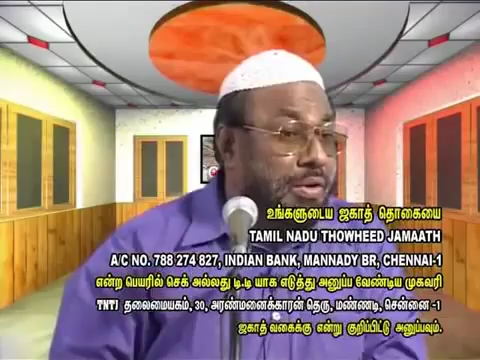 உங்களுடைய ஜகாத் தொகையை
TAMIL NADU THOWHEED JAMAATH
A/C NO. 788 274 827, INDIAN BANK, MANNADY BR, CHENNAI-1
என்ற பெயரில் செக் அல்லது டி.டி யாக எடுத்து அனுப்ப வேண்டிய முகவரி
TNTJ தலைமையகம், 30, அரண்மனைக்காரன் தெரு, மண்ணடி, சென்னை -1
ஜகாத் வகைக்கு என்று குறிப்பிட்டு அனுப்பவும்.